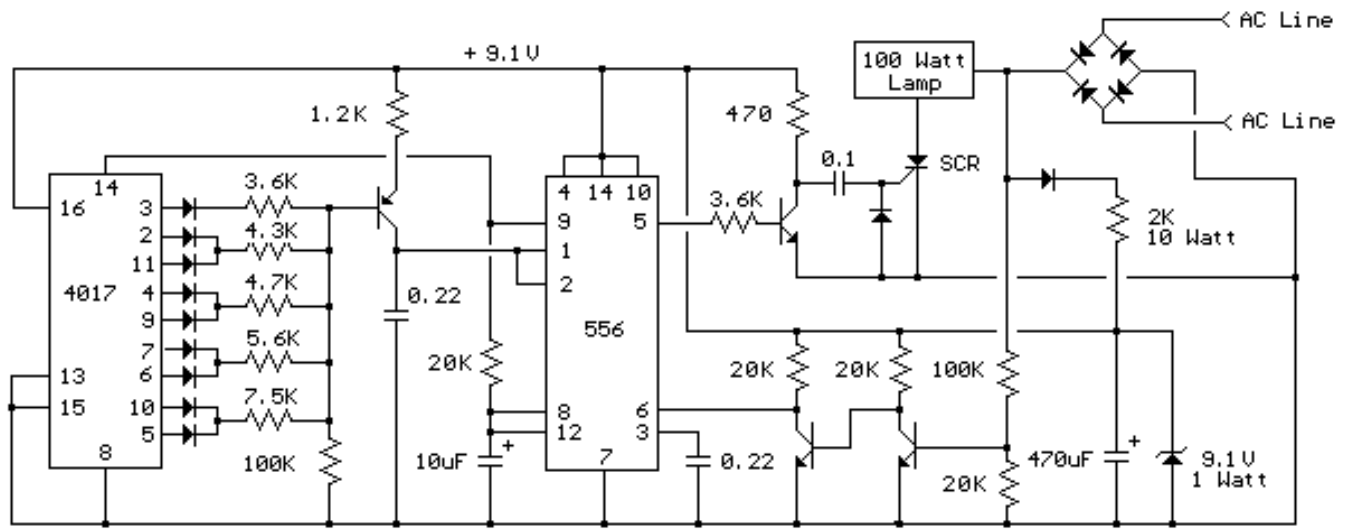 AC Line
+ 9.1V
100 Watt
Lamp
1.2K
470
AC Line
0.1
SCR
14
3.6K
4 14 10
16
3
9
5
3.6K
2K
10 Watt
2
4.3K
1
11
2
4017
4
4.7K
0.22
9
556
7
5.6K
20K
20K
20K
100K
13
6
15
10
7.5K
8
6
5
12
3
8
100K
10uF
+
7
0.22
20K
470uF
+
9.1V
1 Watt